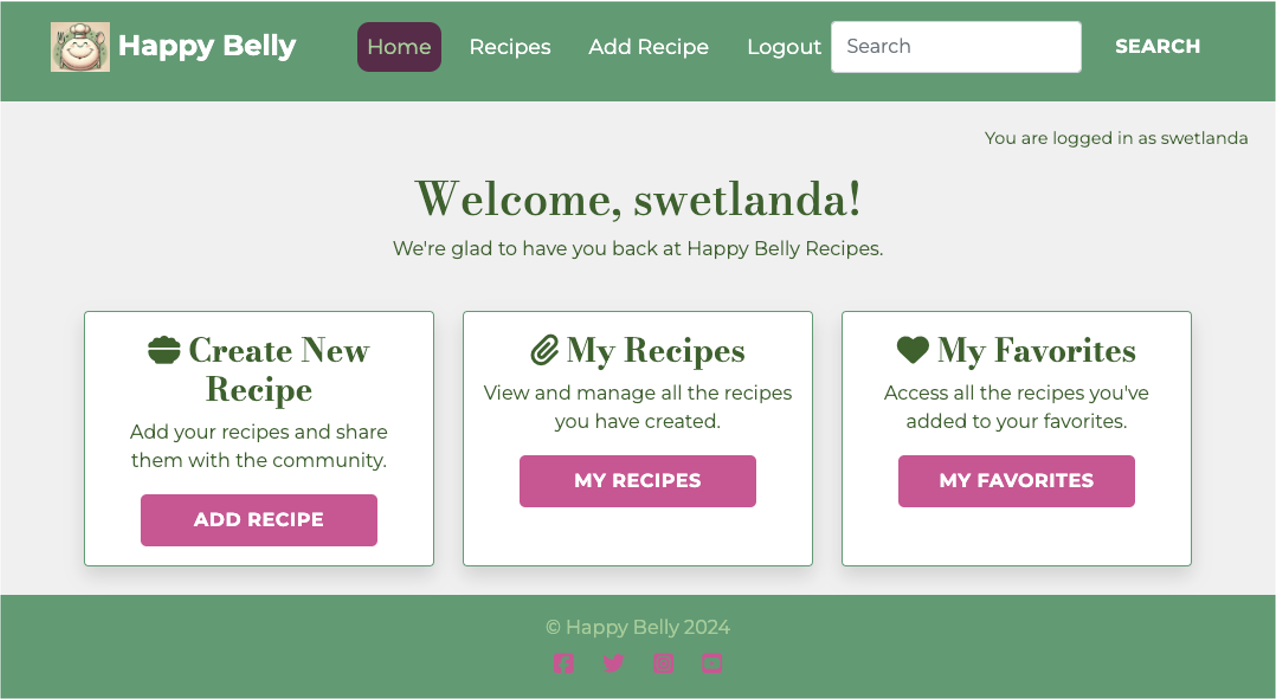 Happy Belly Home Recipes Add Recipe Logout Search SEARCH
You are logged in as swetlanda
Welcome, swetlanda!
We're glad to have you back at Happy Belly Recipes.
Create New
Recipe
Add your recipes and share
them with the community.
ADD RECIPE
My Recipes
View and manage all the recipes
you have created.
MY RECIPES
My Favorites
Access all the recipes you've
added to your favorites.
MY FAVORITES
© Happy Belly 2024